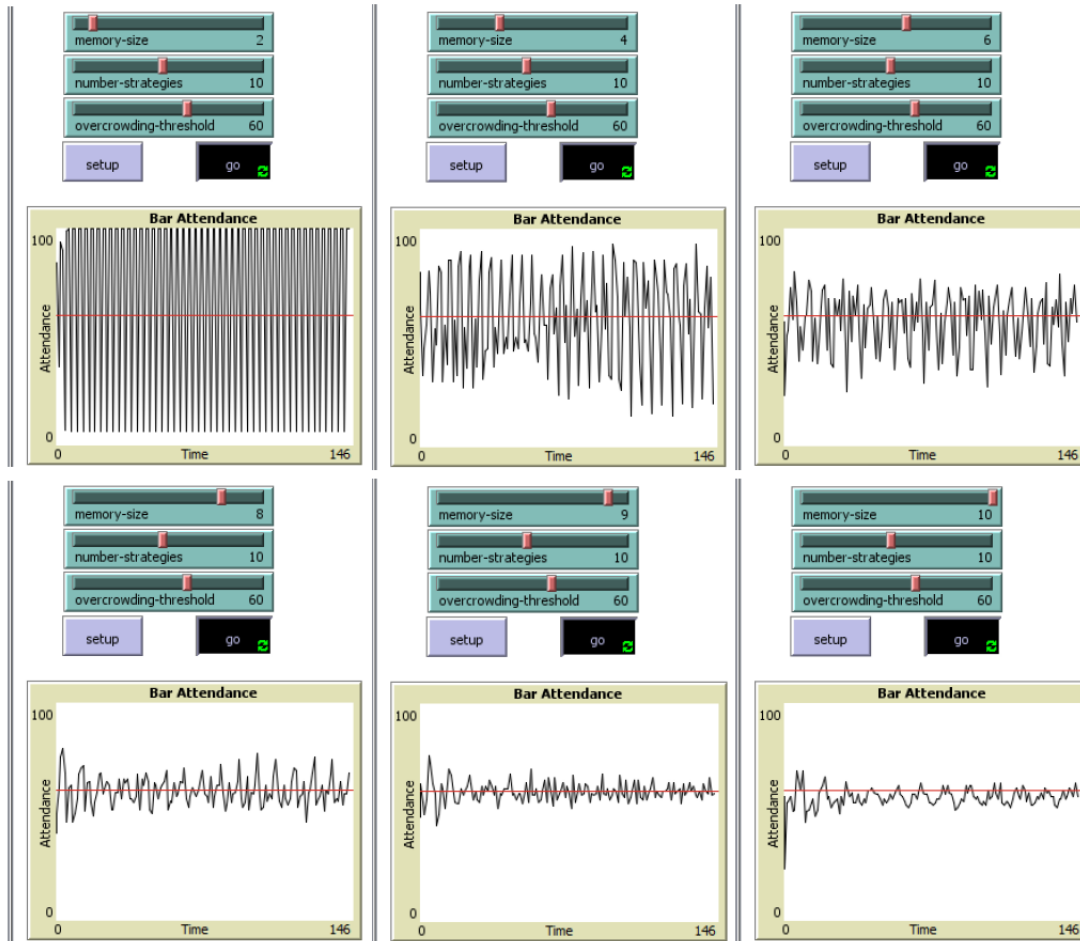 memory-size 2
number-strategies 10
overcrowding-threshold 60
setup go
Bar Attendance
100
Attendance
0
0 Time 146
memory-size 4
number-strategies 10
overcrowding-threshold 60
setup go
Bar Attendance
100
Attendance
0
0 Time 146
memory-size 6
number-strategies 10
overcrowding-threshold 60
setup go
Bar Attendance
100
Attendance
0
0 Time 146
memory-size 8
number-strategies 10
overcrowding-threshold 60
setup go
Bar Attendance
100
Attendance
0
0 Time 146
memory-size 9
number-strategies 10
overcrowding-threshold 60
setup go
Bar Attendance
100
Attendance
0
0 Time 146
memory-size 10
number-strategies 10
overcrowding-threshold 60
setup go
Bar Attendance
100
Attendance
0
0 Time 146